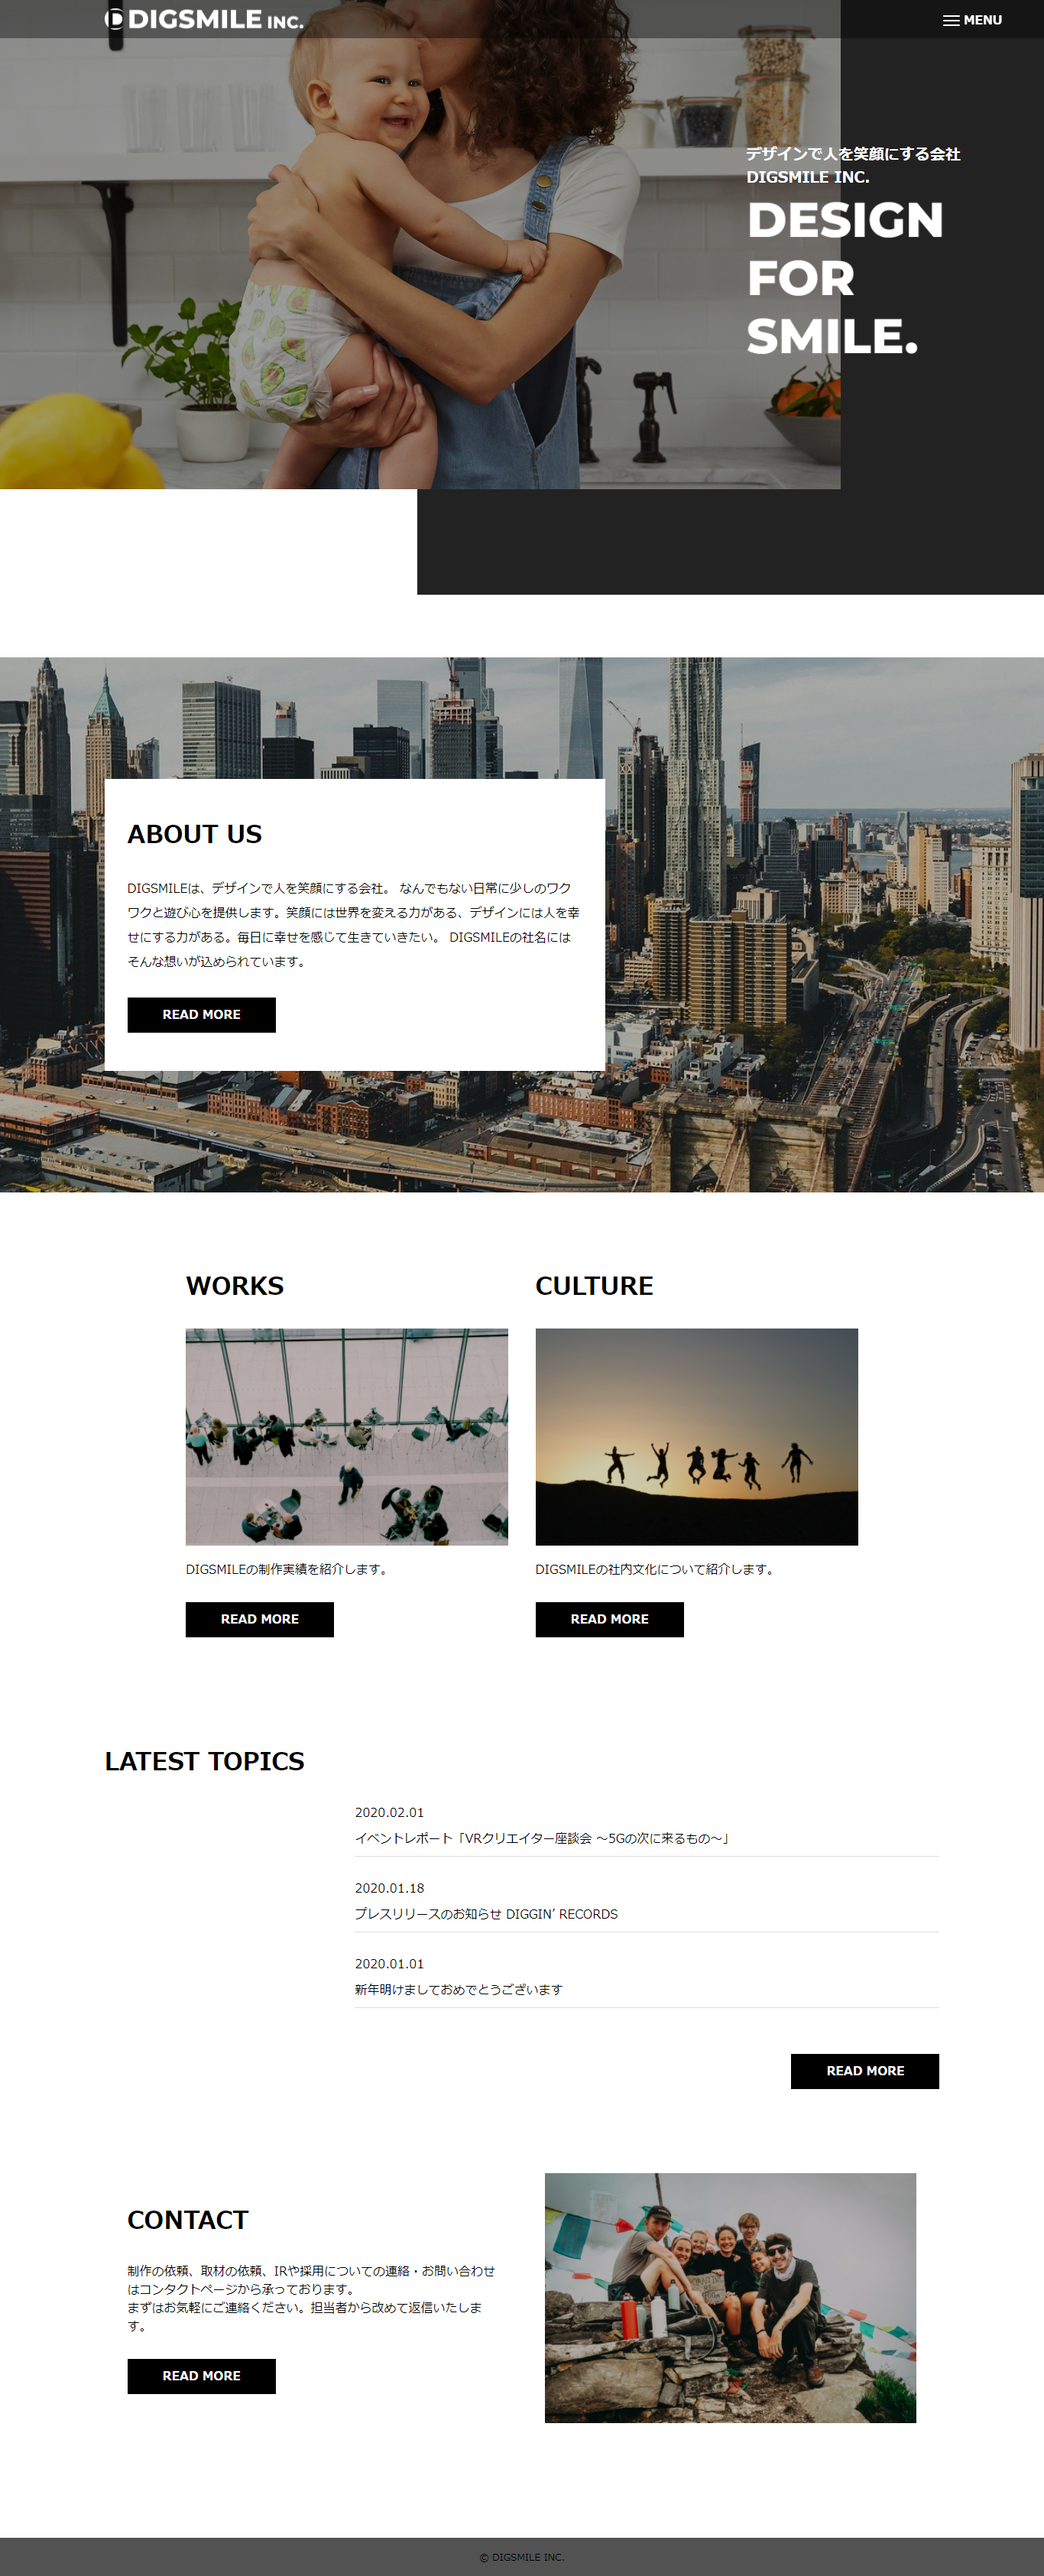 DIGSMILE INC.
MENU
デザインで人を笑顔にする会社
DIGSMILE INC.
DESIGN
FOR
SMILE.
ABOUT US
DIGSMILEは、デザインで人を笑顔にする会社。 なんでもない日常に少しのワク
ワクと遊び心を提供します。笑顔には世界を変える力がある、デザインには人を幸
せにする力がある。毎日に幸せを感じて生きていきたい。 DIGSMILEの社名には
そんな想いが込められています。
READ MORE
WORKS
DIGSMILEの制作実績を紹介します。
READ MORE
CULTURE
DIGSMILEの社内文化について紹介します。
READ MORE
LATEST TOPICS
2020.02.01
イベントレポート「VRクリエイター座談会 〜5Gの次に来るもの〜」
2020.01.18
プレスリリースのお知らせ DIGGIN’ RECORDS
2020.01.01
新年明けましておめでとうございます
READ MORE
CONTACT
制作の依頼、取材の依頼、IRや採用についての連絡・お問い合わせ
はコンタクトページから承っております。
まずはお気軽にご連絡ください。担当者から改めて返信いたしま
す。
READ MORE
© DIGSMILE INC.